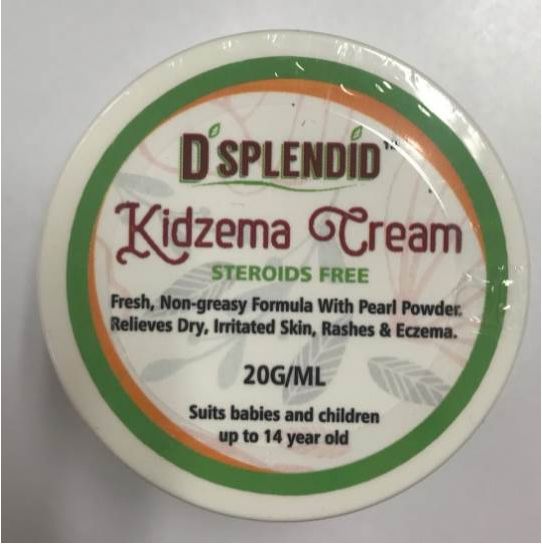 D'SPLENDID™
Kidzema Cream
STEROIDS FREE
Fresh, Non-greasy Formula With Pearl Powder.
Relieves Dry, Irritated Skin, Rashes & Eczema.
20G/ML
Suits babies and children
up to 14 year old